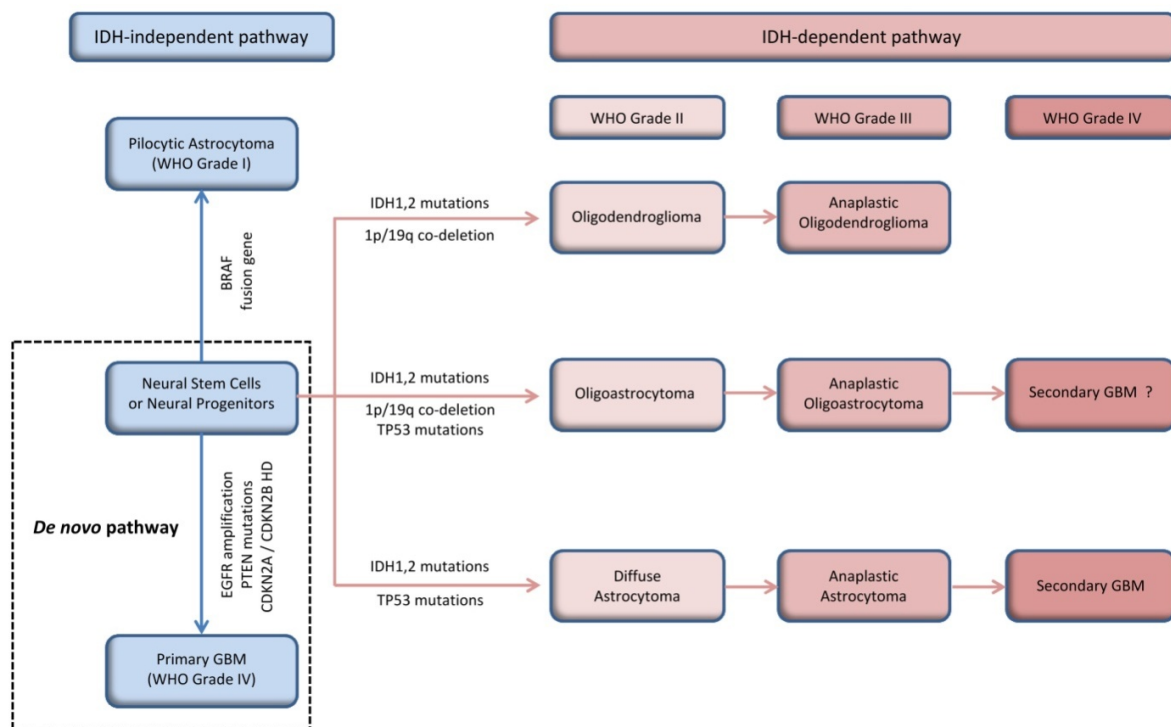 IDH-independent pathway
IDH-dependent pathway
WHO Grade II
WHO Grade III
WHO Grade IV
Pilocytic Astrocytoma
(WHO Grade I)
BRAF
fusion gene
IDH1,2 mutations
1p/19q co-deletion
Oligodendroglioma
Anaplastic
Oligodendroglioma
Neural Stem Cells
or Neural Progenitors
IDH1,2 mutations
1p/19q co-deletion
TP53 mutations
Oligoastrocytoma
Anaplastic
Oligoastrocytoma
Secondary GBM ?
De novo pathway
EGFR amplification
PTEN mutations
CDKN2A / CDKN2B HD
IDH1,2 mutations
TP53 mutations
Diffuse
Astrocytoma
Anaplastic
Astrocytoma
Secondary GBM
Primary GBM
(WHO Grade IV)